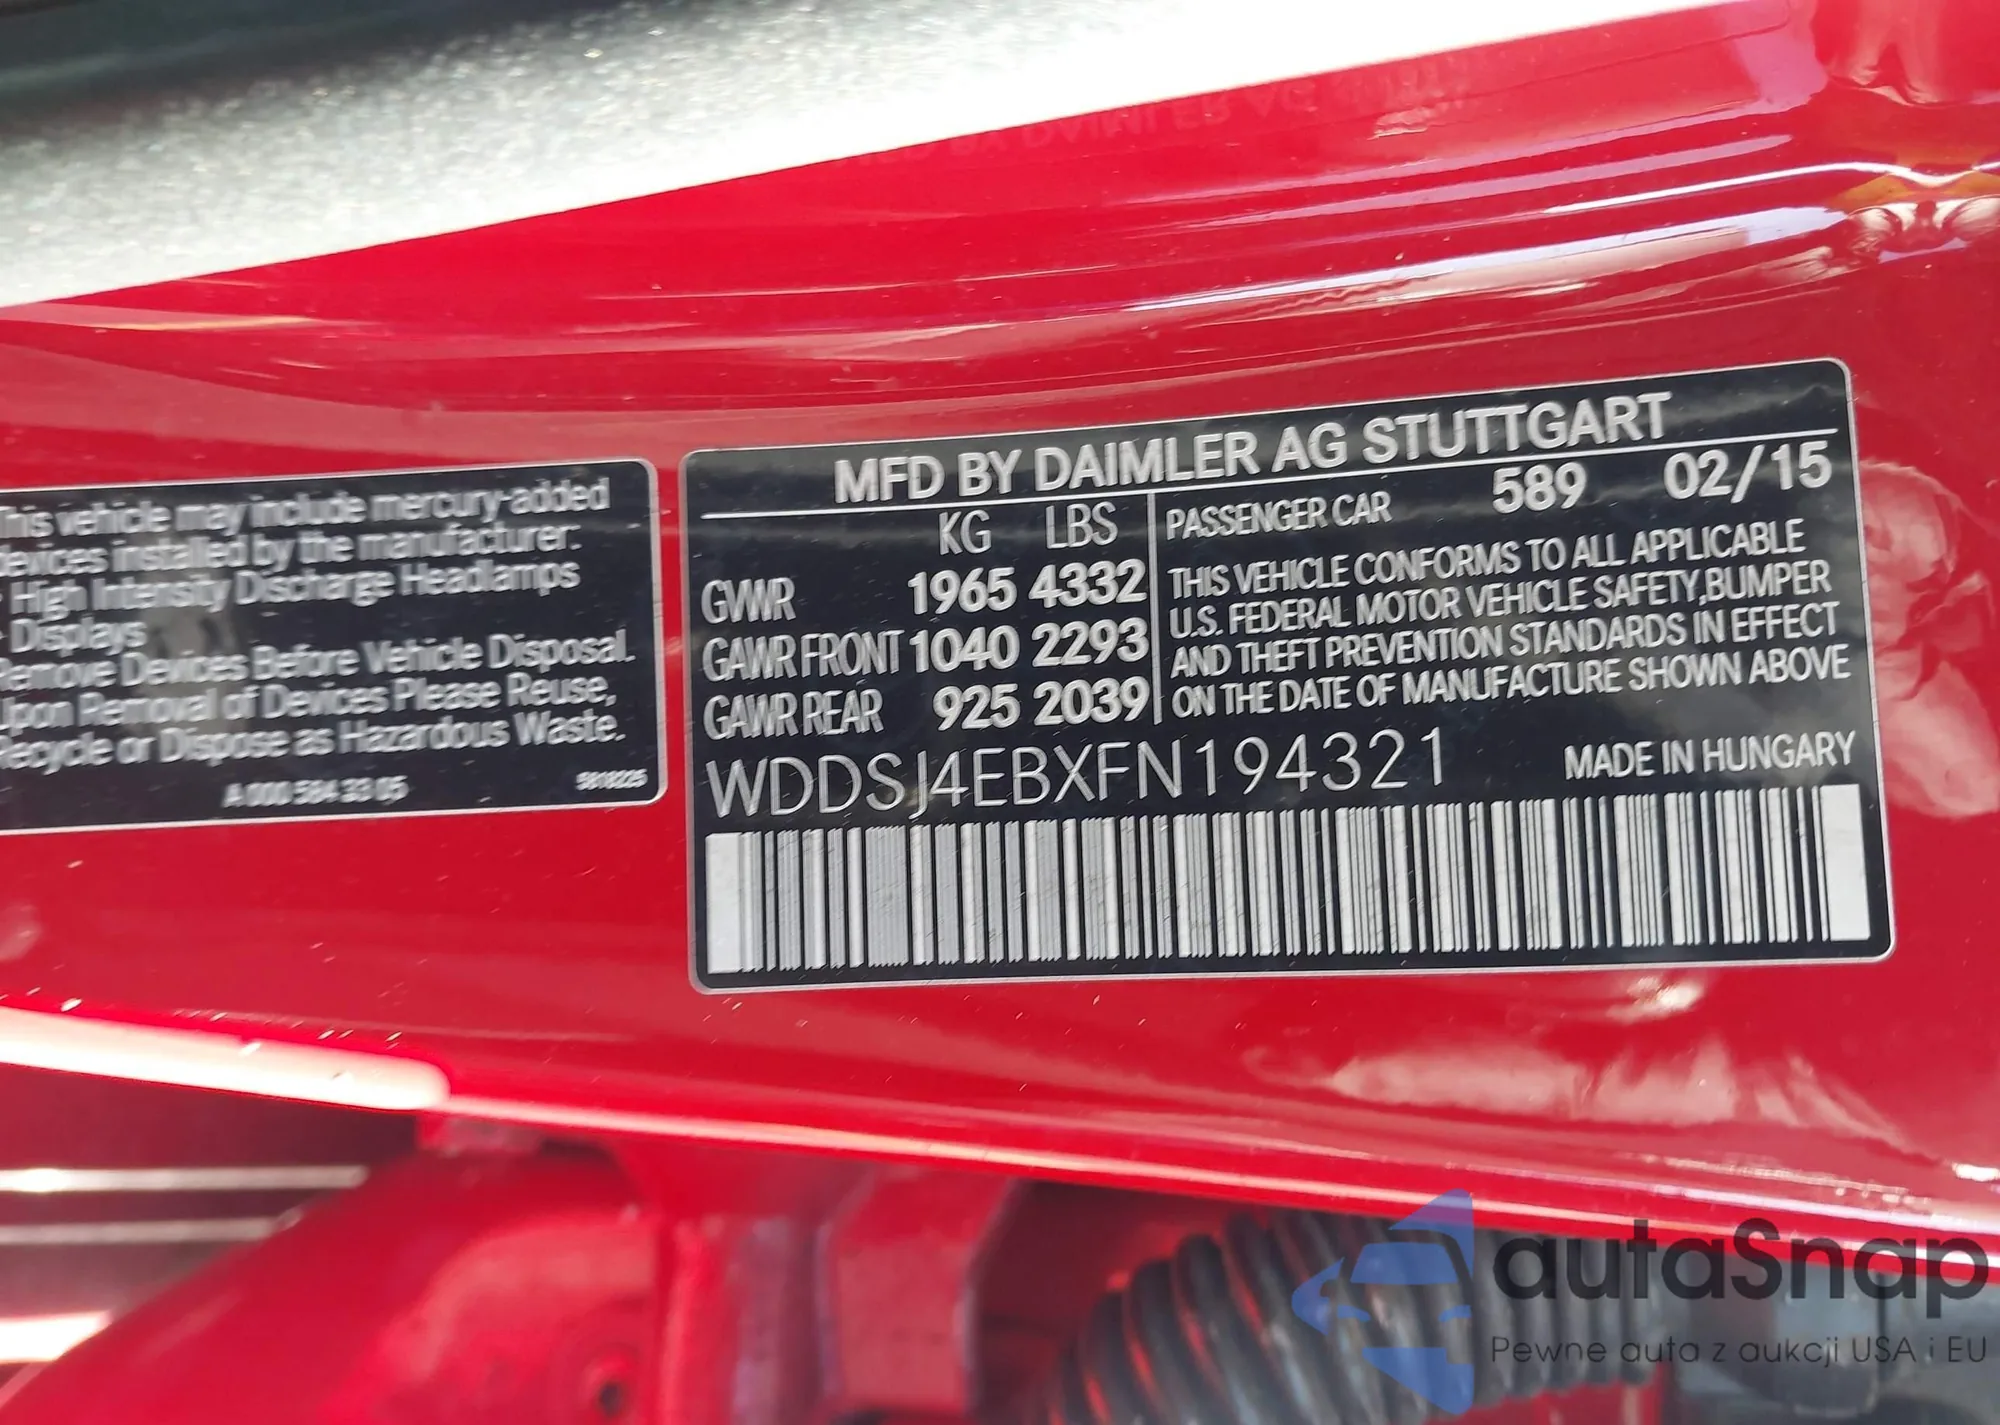 This vehicle may include mercury-added
devices installed by the manufacturer:
- High Intensity Discharge Headlamps
- Displays
Remove Devices Before Vehicle Disposal.
Upon Removal of Devices Please Reuse,
Recycle or Dispose as Hazardous Waste.
A 000 584 33 05
MFD BY DAIMLER AG STUTTGART
KG LBS
GVWR 1965 4332
GAWR FRONT 1040 2293
GAWR REAR 925 2039
PASSENGER CAR 589 02/15
THIS VEHICLE CONFORMS TO ALL APPLICABLE
U.S. FEDERAL MOTOR VEHICLE SAFETY,BUMPER
AND THEFT PREVENTION STANDARDS IN EFFECT
ON THE DATE OF MANUFACTURE SHOWN ABOVE
WDDSJ4EBXFN194321 MADE IN HUNGARY
autaSnap
Pewne auta z aukcji USA i EU